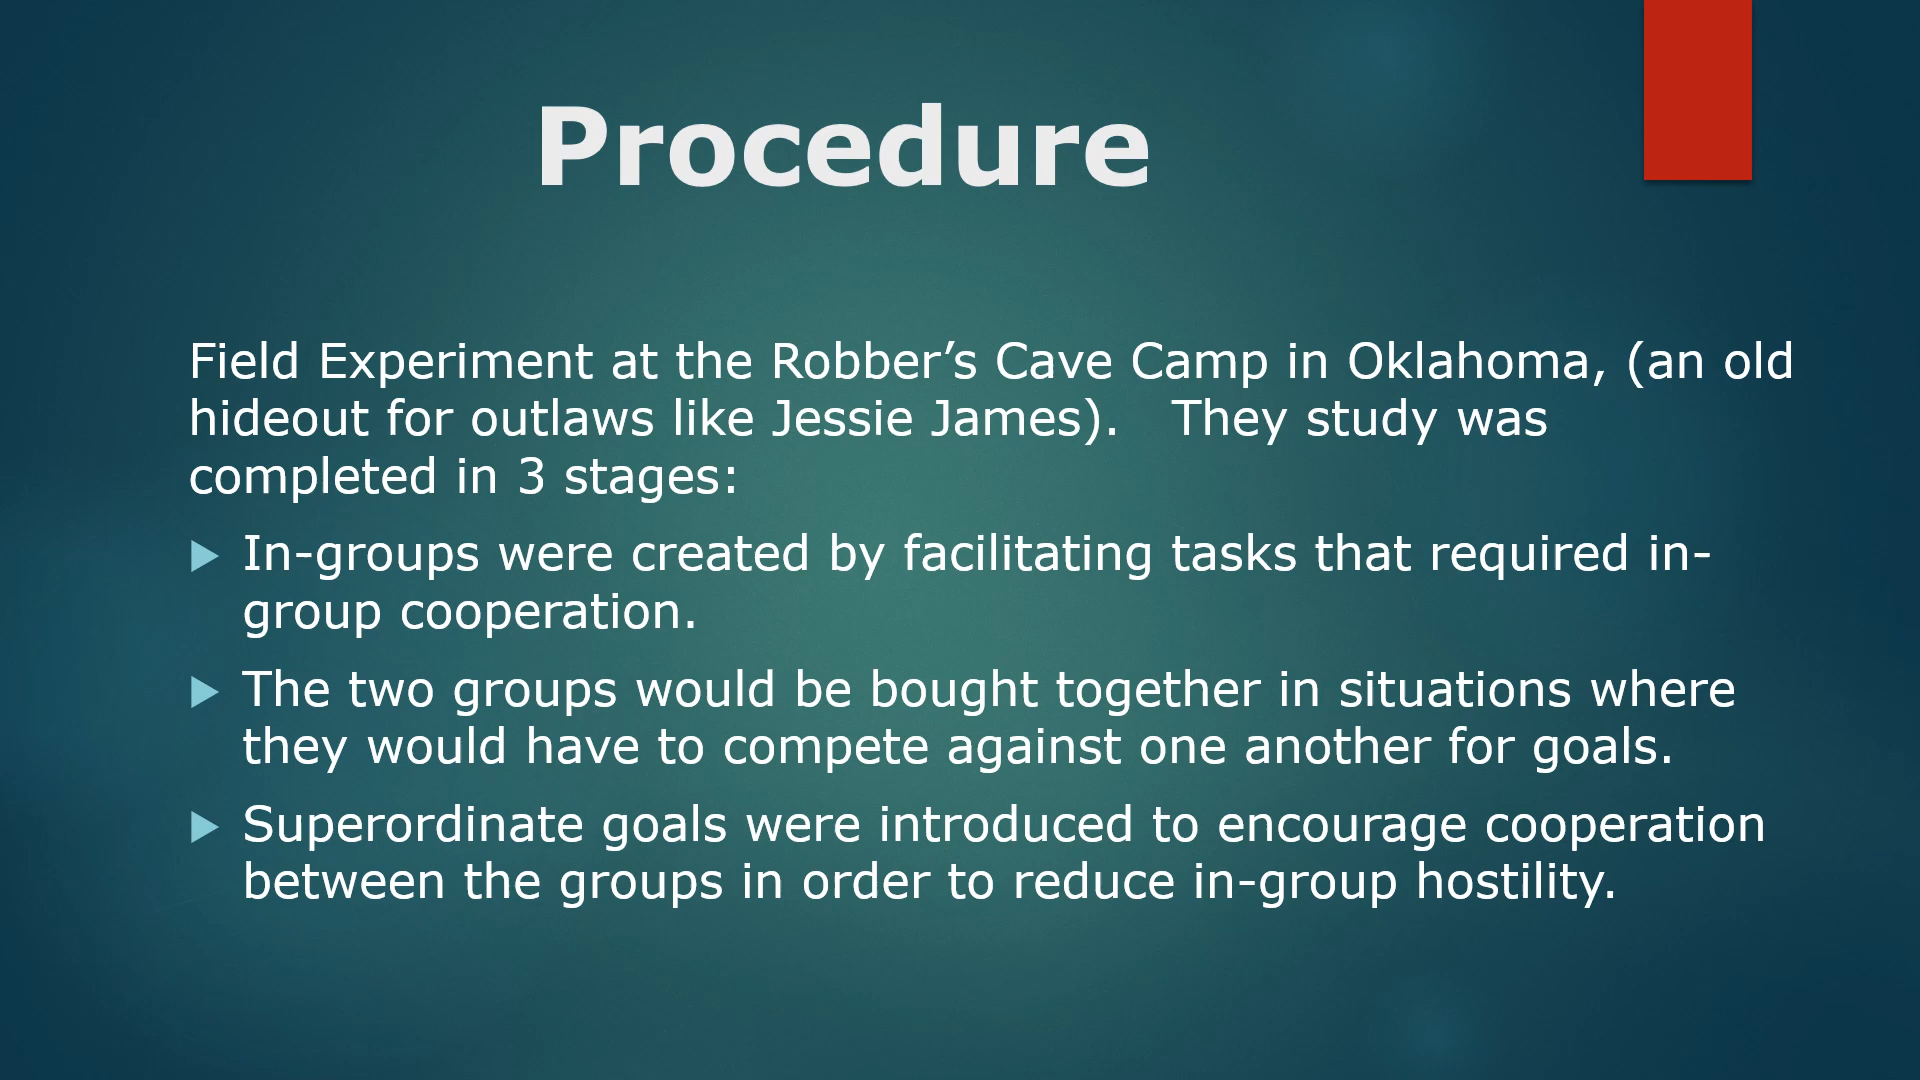 Procedure
Field Experiment at the Robber’s Cave Camp in Oklahoma, (an old
hideout for outlaws like Jessie James).   They study was
completed in 3 stages:
In-groups were created by facilitating tasks that required in-
group cooperation.
The two groups would be bought together in situations where
they would have to compete against one another for goals.
Superordinate goals were introduced to encourage cooperation
between the groups in order to reduce in-group hostility.